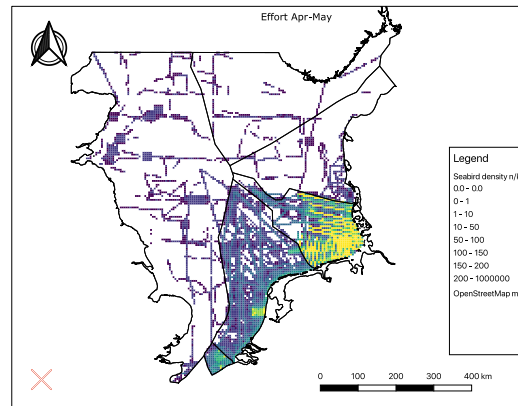 Effort Apr-May
Legend
Seabird density n/
0.0 - 0.0
0 - 1
1 - 10
10 - 50
50 - 100
100 - 150
150 - 200
200 - 1000000
OpenStreetMap m
0 100 200 300 400 km